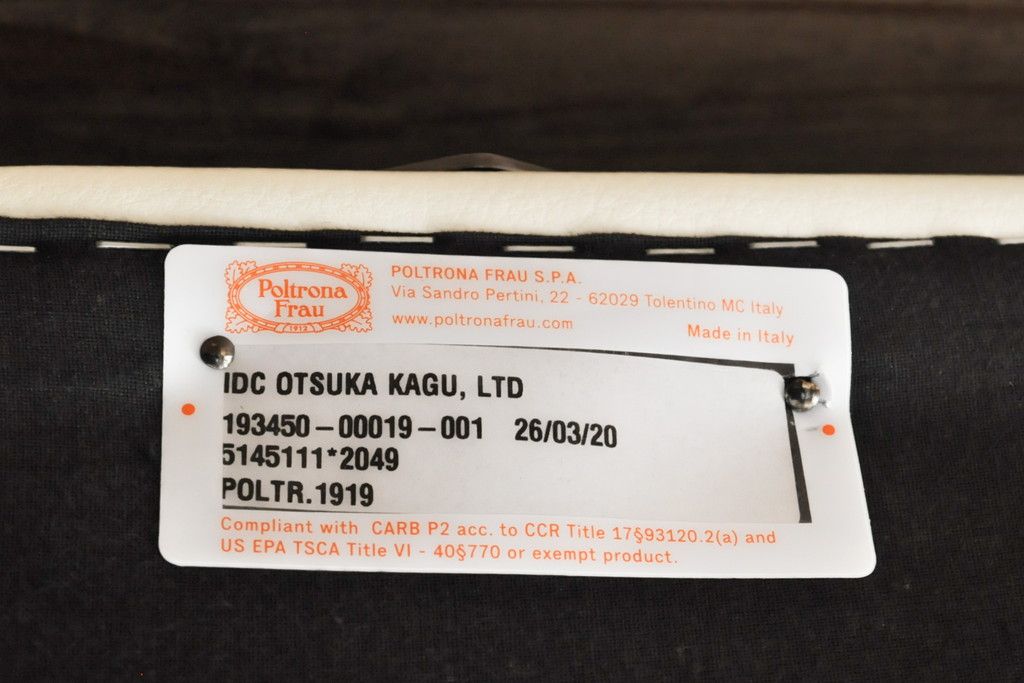 Poltrona
Frau
1912
POLTRONA FRAU S.P.A.
Via Sandro Pertini, 22 - 62029 Tolentino MC Italy
www.poltronafrau.com
Made in Italy
IDC OTSUKA KAGU, LTD
193450-00019-001 26/03/20
5145111*2049
POLTR.1919
Compliant with CARB P2 acc. to CCR Title 17§93120.2(a) and
US EPA TSCA Title VI - 40§770 or exempt product.